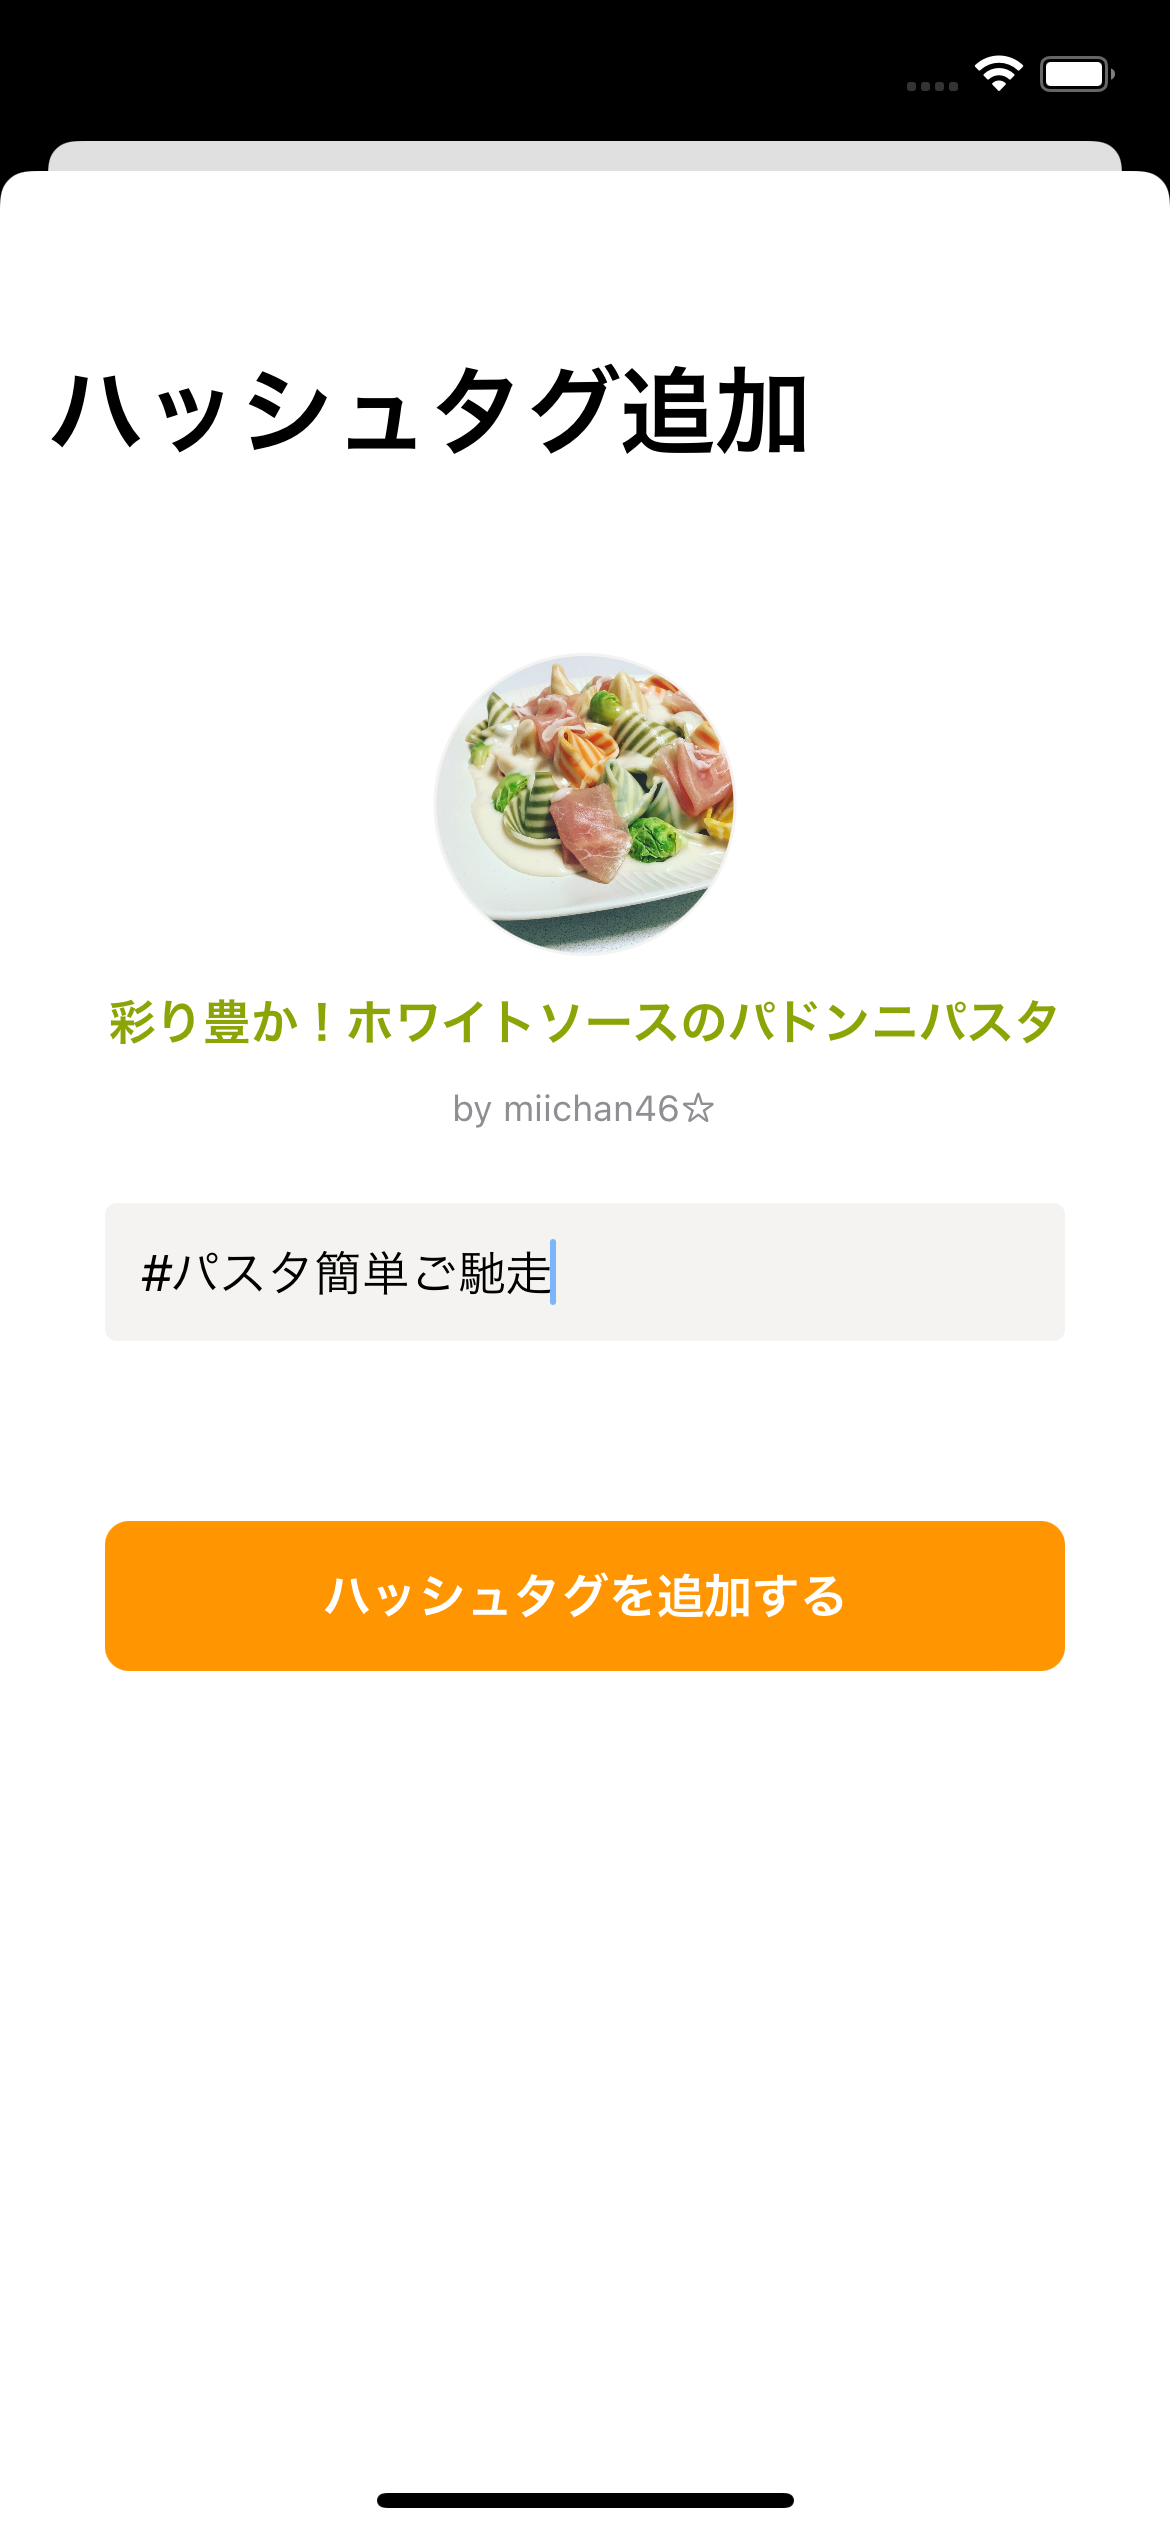 ハッシュタグ追加
彩り豊か！ホワイトソースのパドンニパスタ
by miichan46☆
#パスタ簡単ご馳走
ハッシュタグを追加する